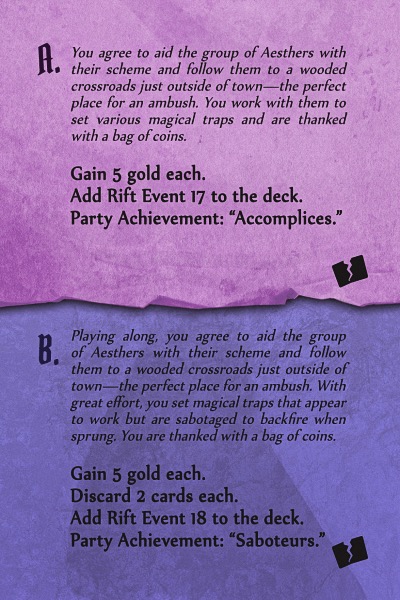 A. You agree to aid the group of Aesthers with
their scheme and follow them to a wooded
crossroads just outside of town—the perfect
place for an ambush. You work with them to
set various magical traps and are thanked
with a bag of coins.
Gain 5 gold each.
Add Rift Event 17 to the deck.
Party Achievement: “Accomplices.”
B. Playing along, you agree to aid the group
of Aesthers with their scheme and follow
them to a wooded crossroads just outside of
town—the perfect place for an ambush. With
great effort, you set magical traps that appear
to work but are sabotaged to backfire when
sprung. You are thanked with a bag of coins.
Gain 5 gold each.
Discard 2 cards each.
Add Rift Event 18 to the deck.
Party Achievement: “Saboteurs.”